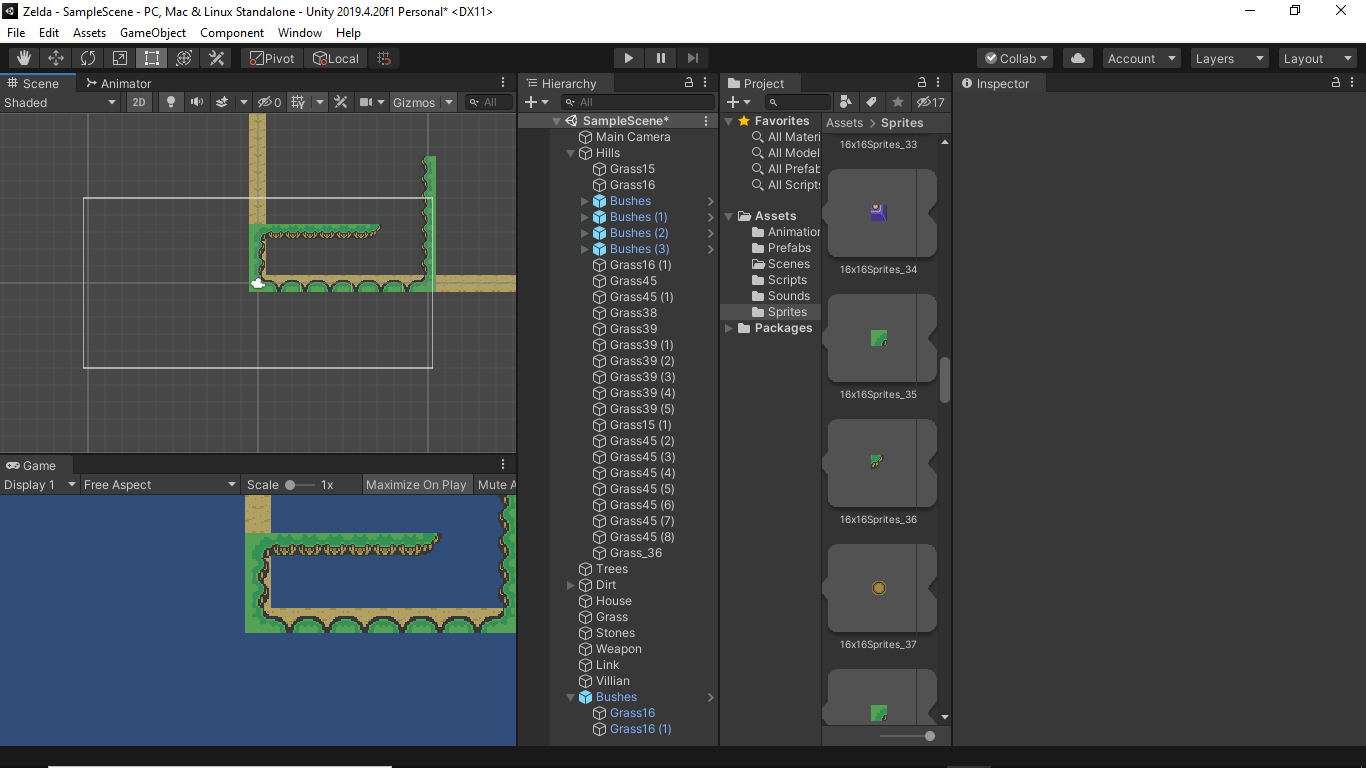 Zelda - SampleScene - PC, Mac & Linux Standalone - Unity 2019.4.20f1 Personal* <DX11>
File Edit Assets GameObject Component Window Help
Pivot Local Collab Account Layers Layout
Scene Animator
Shaded 2D 0 Gizmos All
Game
Display 1 Free Aspect Scale 1x Maximize On Play Mute A
Hierarchy
All
SampleScene*
Main Camera
Hills
Grass15
Grass16
Bushes
Bushes (1)
Bushes (2)
Bushes (3)
Grass16 (1)
Grass45
Grass45 (1)
Grass38
Grass39
Grass39 (1)
Grass39 (2)
Grass39 (3)
Grass39 (4)
Grass39 (5)
Grass15 (1)
Grass45 (2)
Grass45 (3)
Grass45 (4)
Grass45 (5)
Grass45 (6)
Grass45 (7)
Grass45 (8)
Grass_36
Trees
Dirt
House
Grass
Stones
Weapon
Link
Villian
Bushes
Grass16
Grass16 (1)
Project
17
Favorites
All Materi
All Model
All Prefab
All Scripts
Assets
Animation
Prefabs
Scenes
Scripts
Sounds
Sprites
Packages
Assets > Sprites
16x16Sprites_33
16x16Sprites_34
16x16Sprites_35
16x16Sprites_36
16x16Sprites_37
Inspector